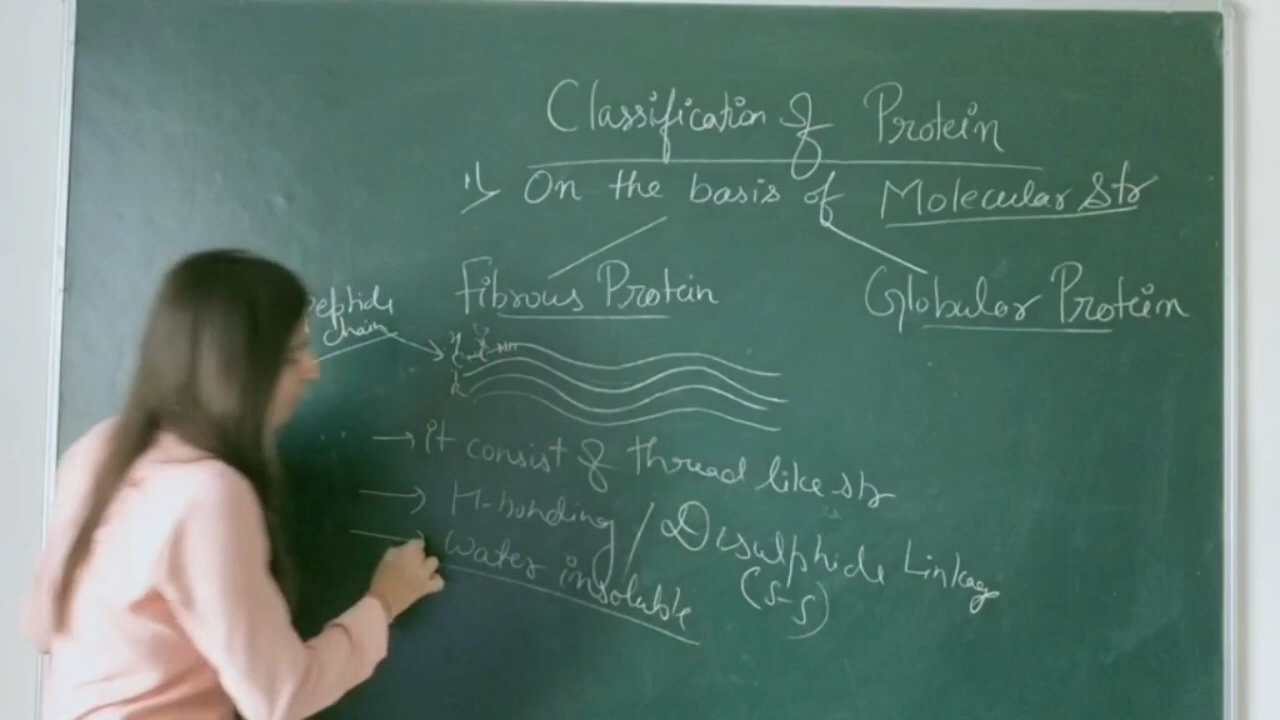 Classification of Protein
1) On the basis of Molecular Str
Fibrous Protein
Globular Protein
peptide
chain
→ it consist of thread like str
→ H-bonding / Disulphide Linkage
(S-S)
→ Water insoluble